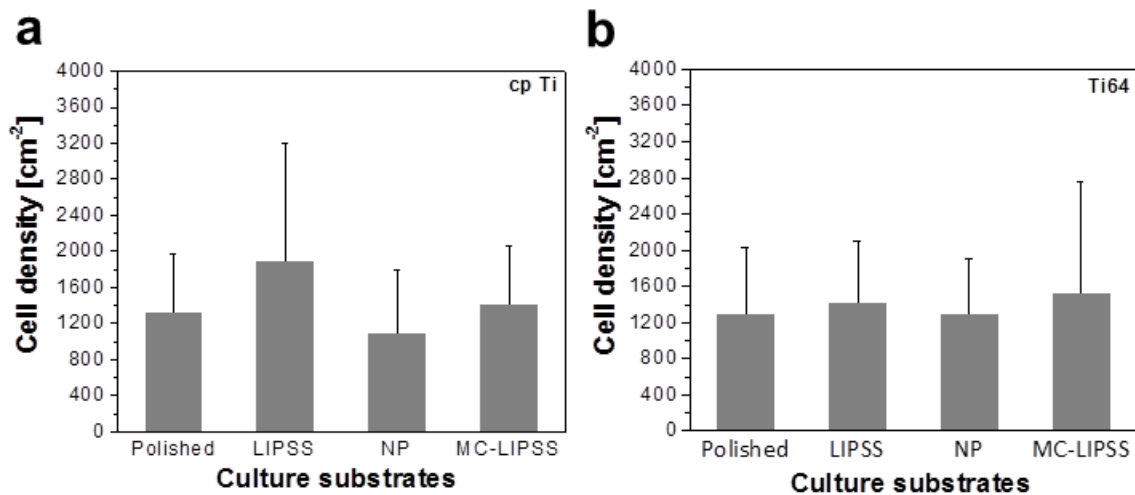 a
cp Ti
4000
3600
3200
2800
2400
2000
1600
1200
800
400
0
Cell density [cm⁻²]
Polished LIPSS NP MC-LIPSS
Culture substrates
b
Ti64
4000
3600
3200
2800
2400
2000
1600
1200
800
400
0
Cell density [cm⁻²]
Polished LIPSS NP MC-LIPSS
Culture substrates